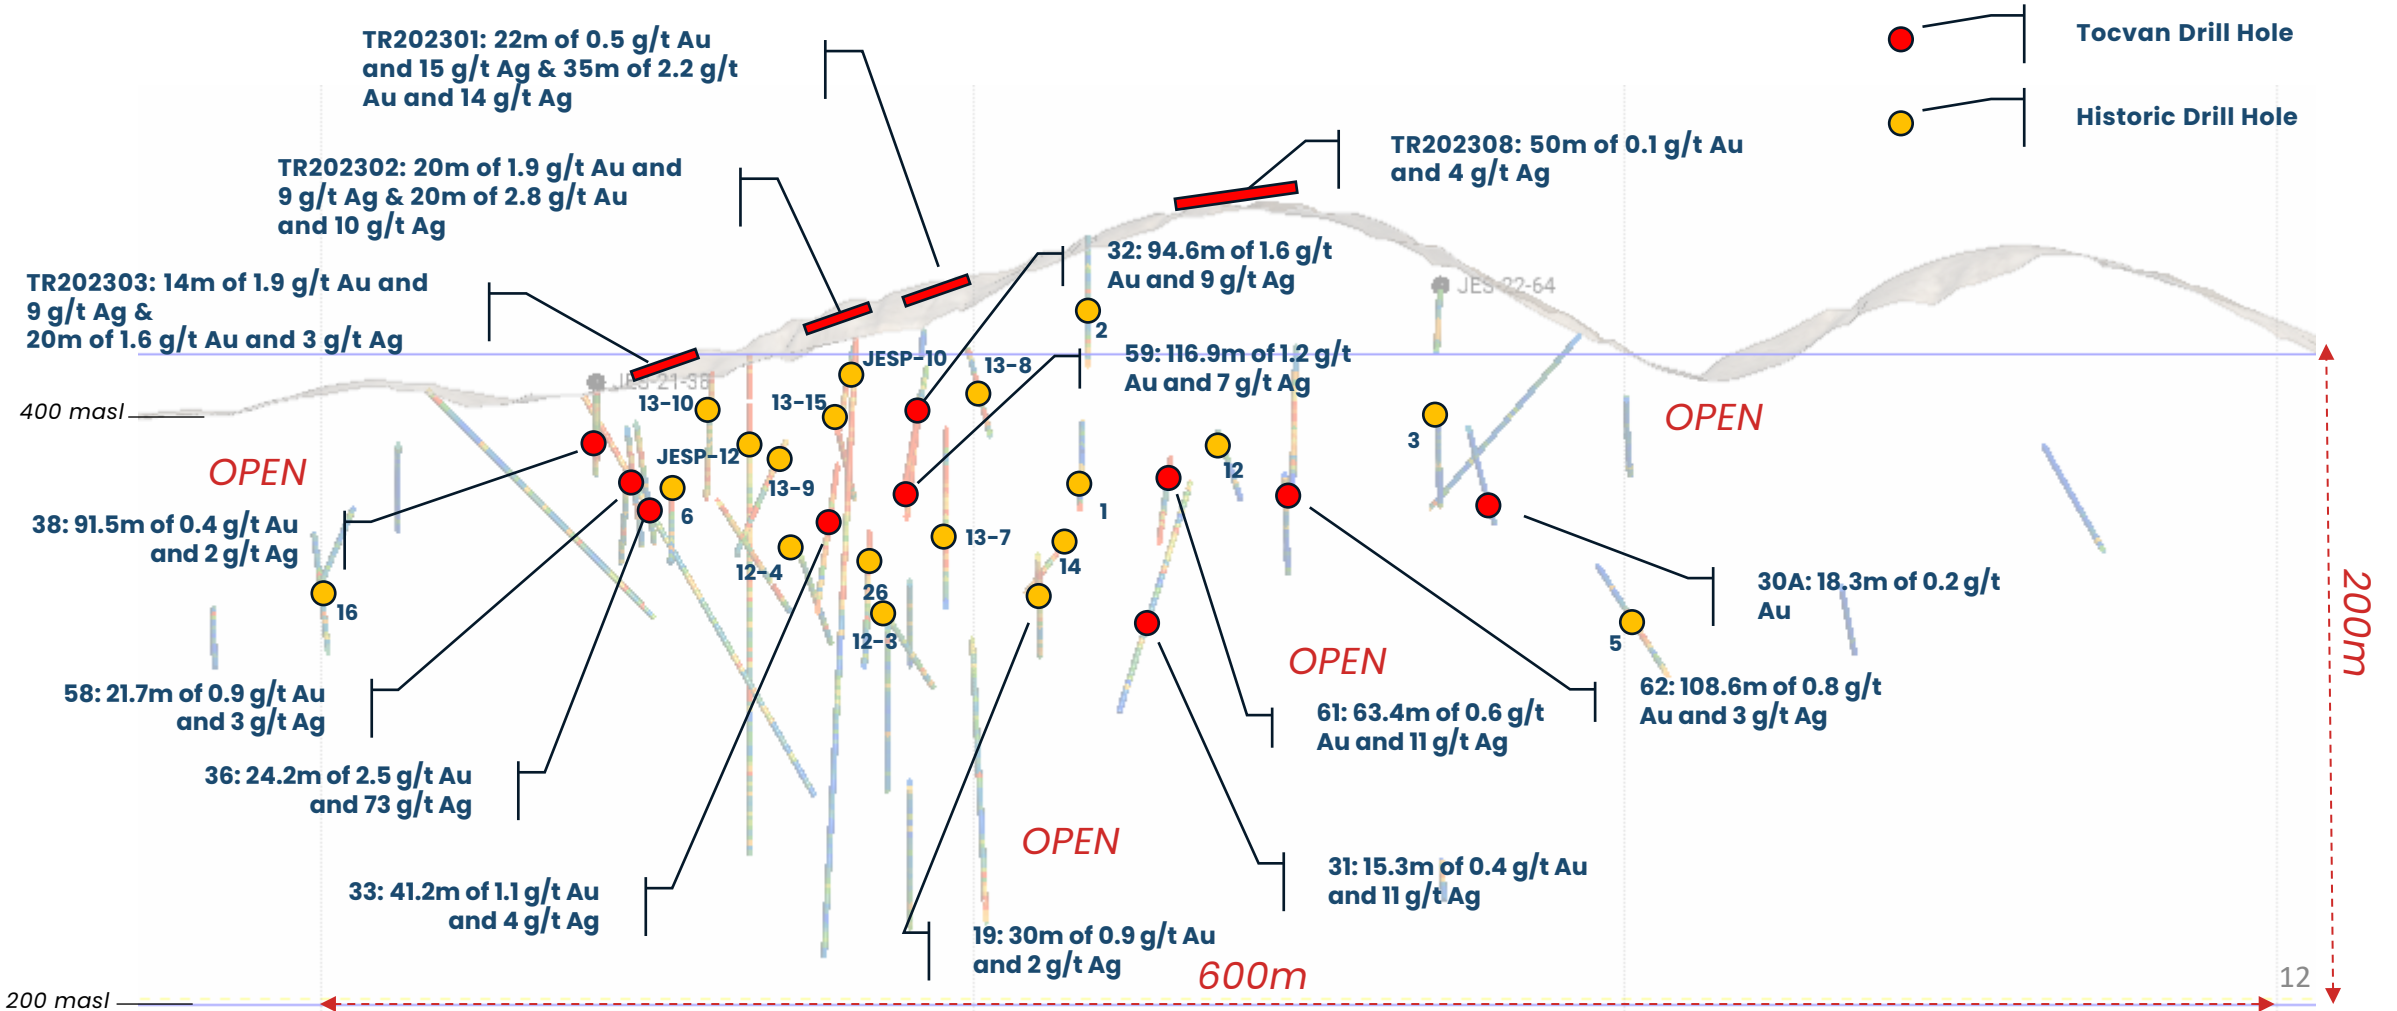 TR202301: 22m of 0.5 g/t Au
and 15 g/t Ag & 35m of 2.2 g/t
Au and 14 g/t Ag
Tocvan Drill Hole
Historic Drill Hole
TR202302: 20m of 1.9 g/t Au and
9 g/t Ag & 20m of 2.8 g/t Au
and 10 g/t Ag
TR202308: 50m of 0.1 g/t Au
and 4 g/t Ag
TR202303: 14m of 1.9 g/t Au and
9 g/t Ag &
20m of 1.6 g/t Au and 3 g/t Ag
32: 94.6m of 1.6 g/t
Au and 9 g/t Ag
JES-22-64
2
59: 116.9m of 1.2 g/t
Au and 7 g/t Ag
JESP-10
13-8
JES-21-38
13-10
13-15
400 masl
OPEN
3
JESP-12
13-9
12
OPEN
6
1
38: 91.5m of 0.4 g/t Au
and 2 g/t Ag
13-7
14
12-4
26
16
12-3
30A: 18.3m of 0.2 g/t
Au
200m
5
OPEN
58: 21.7m of 0.9 g/t Au
and 3 g/t Ag
62: 108.6m of 0.8 g/t
Au and 3 g/t Ag
61: 63.4m of 0.6 g/t
Au and 11 g/t Ag
36: 24.2m of 2.5 g/t Au
and 73 g/t Ag
OPEN
31: 15.3m of 0.4 g/t Au
and 11 g/t Ag
33: 41.2m of 1.1 g/t Au
and 4 g/t Ag
19: 30m of 0.9 g/t Au
and 2 g/t Ag
600m
12
200 masl